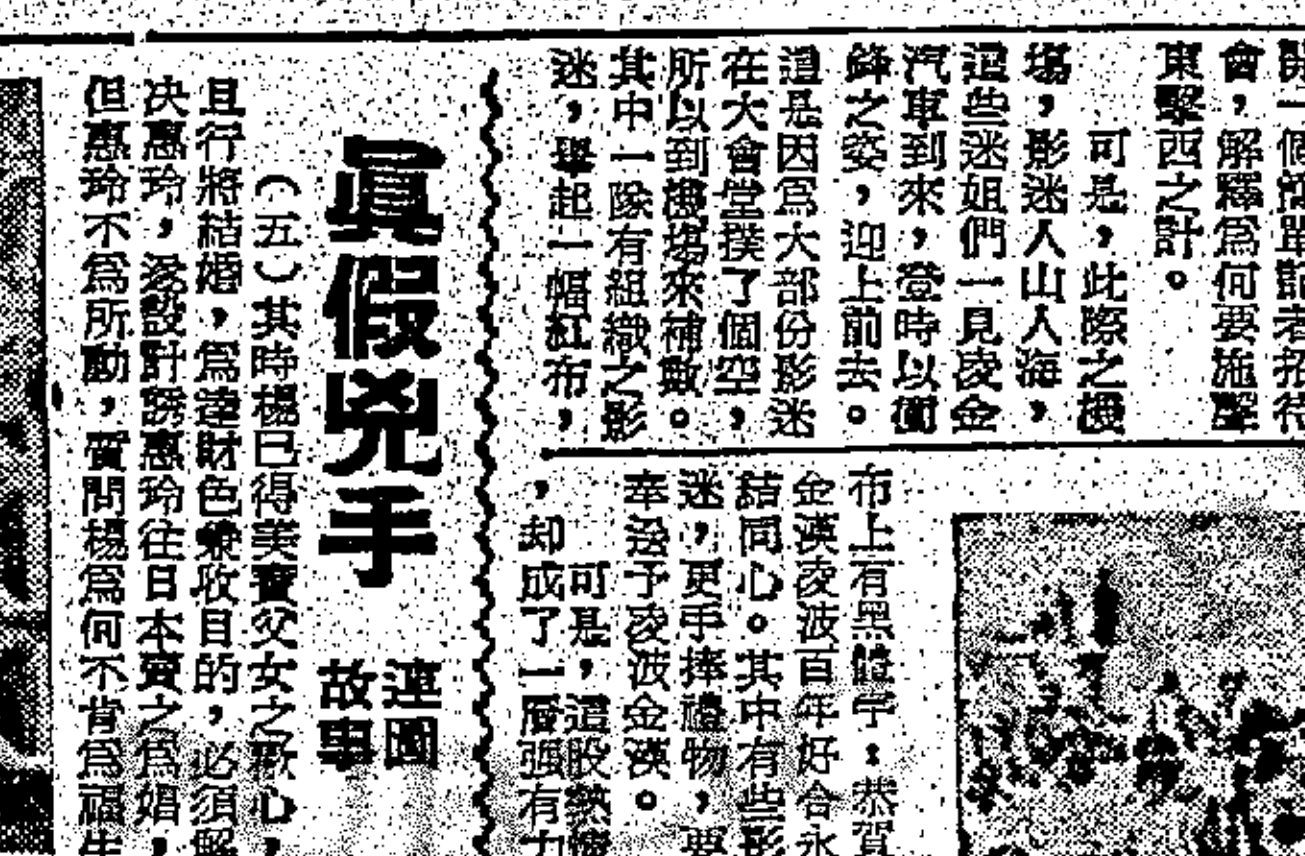 開一個簡單記者招待
會，解釋爲何要施聲
東擊西之計。
可是，此際之機
場，影迷人山人海，
這些迷姐們一見凌金
汽車到來，登時以衝
鋒之姿，迎上前去。
這是因爲大部份影迷
在大會堂撲了個空，
所以到機場來補數。
其中一隊有組織之影
迷，舉起一幅紅布，
布上有黑體字：恭賀
金漢凌波百年好合永
結同心。其中有些影
迷，更手捧禮物，要
奉送予凌波金漢。
可是，這股熱
，却成了一層强有力
眞假兇手
連圖
故事
（五）其時楊已得美寶父女之歡心，
且行將結婚，爲達財色兼收目的，必須解
决惠玲，遂設計誘惠玲往日本賣之爲娼，
但惠玲不爲所動，質問楊爲何不肯爲福生